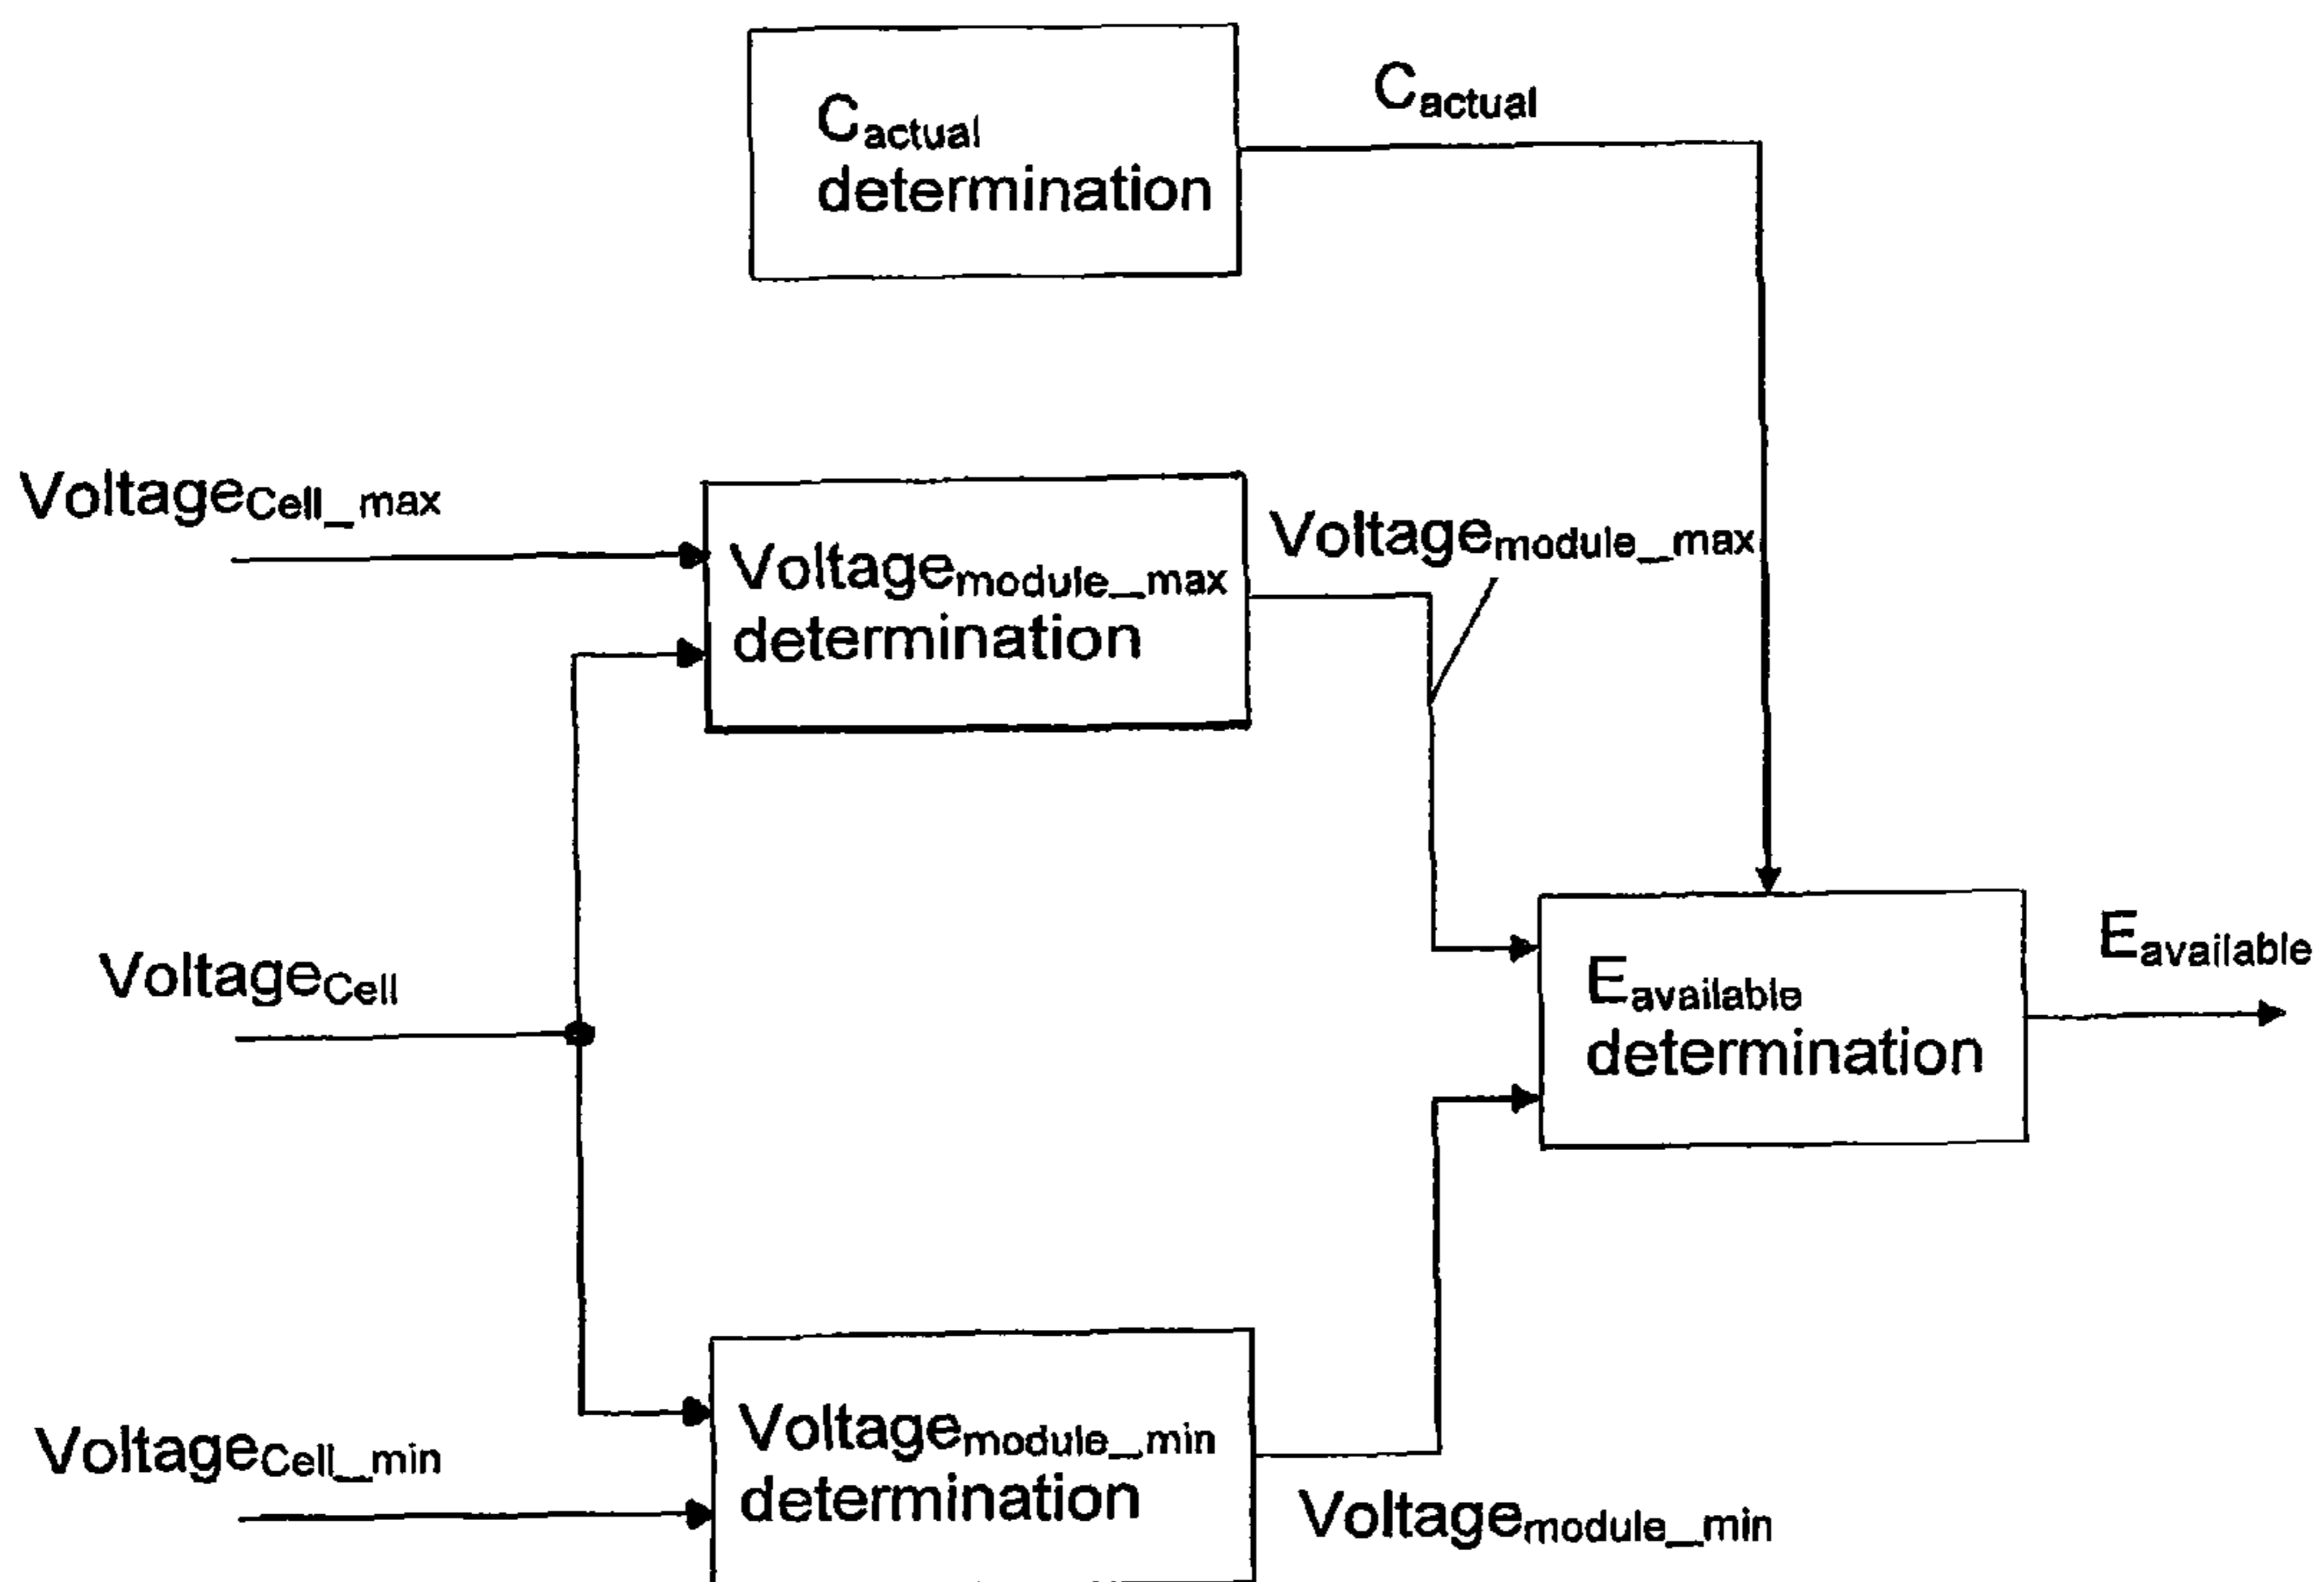 Cactual
determination
Cactual
VoltageCell_max
Voltagemodule_max
determination
Voltagemodule_max
VoltageCell
Eavailable
determination
Eavailable
VoltageCell_min
Voltagemodule_min
determination
Voltagemodule_min